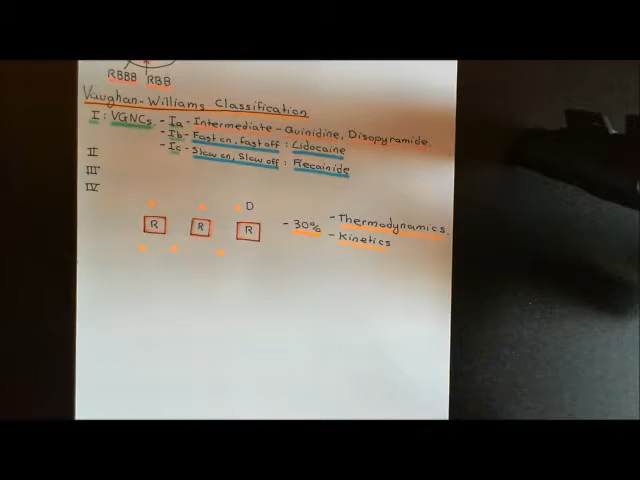 RBBB RBB
Vaughan-Williams Classification
I : VGNCs - Ia - Intermediate - Quinidine, Disopyramide.
- Ib - Fast on, fast off : Lidocaine
- Ic - Slow on, Slow off : Flecainide
II
III
IV
D
R R R - 30% - Thermodynamics.
- Kinetics